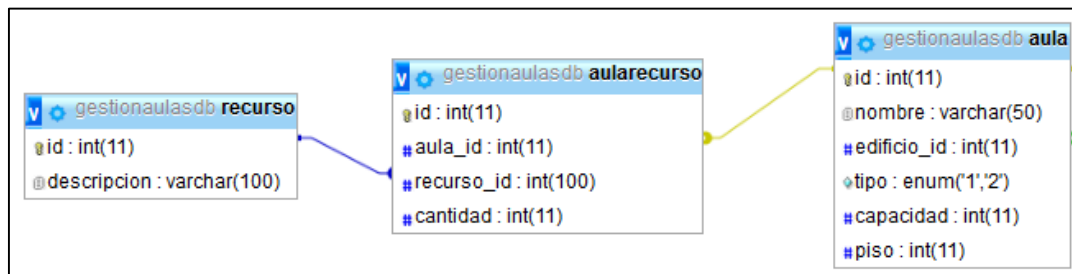 v gestionaulasdb recurso
id : int(11)
descripcion : varchar(100)
v gestionaulasdb aularecurso
id : int(11)
#aula_id : int(11)
#recurso_id : int(100)
#cantidad : int(11)
v gestionaulasdb aula
id : int(11)
nombre : varchar(50)
#edificio_id : int(11)
tipo : enum('1','2')
#capacidad : int(11)
#piso : int(11)